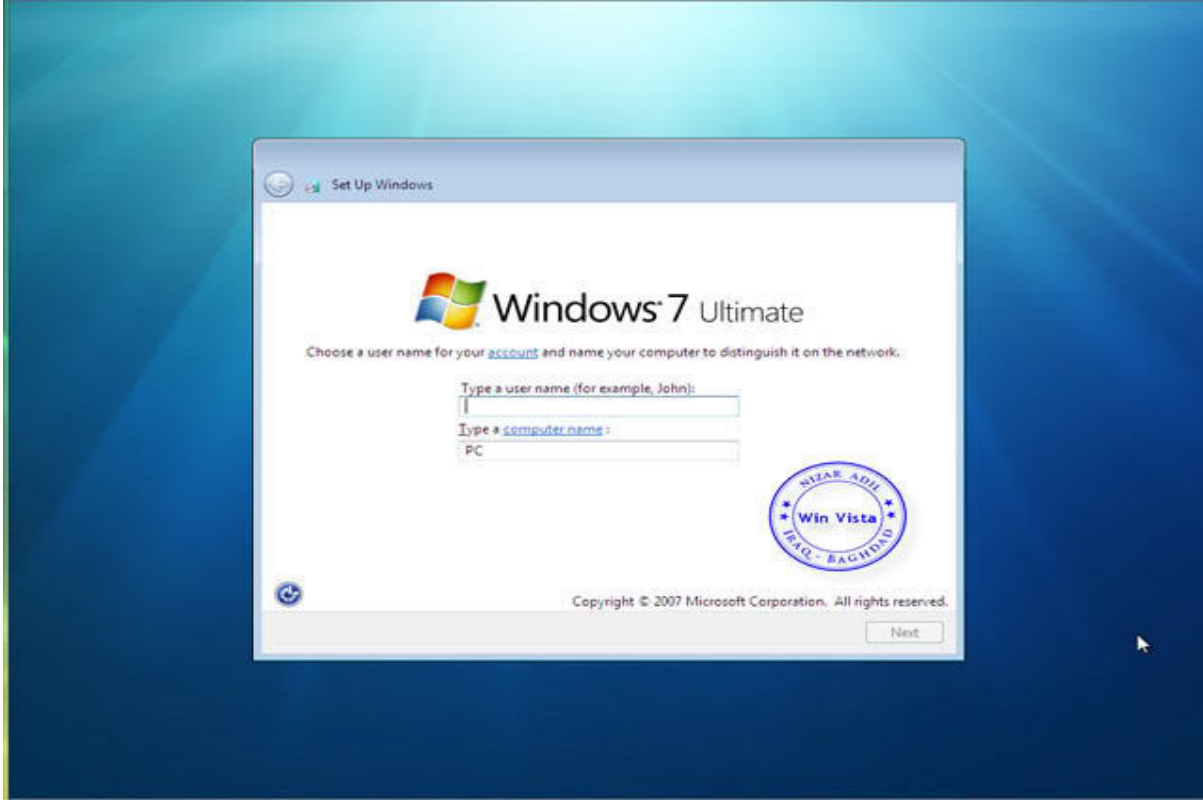 Set Up Windows
Windows 7 Ultimate
Choose a user name for your account and name your computer to distinguish it on the network.
Type a user name (for example, John):
Type a computer name :
PC
NIZAR ADIL
Win Vista
IRAQ - BAGHDAD
Copyright © 2007 Microsoft Corporation. All rights reserved.
Next